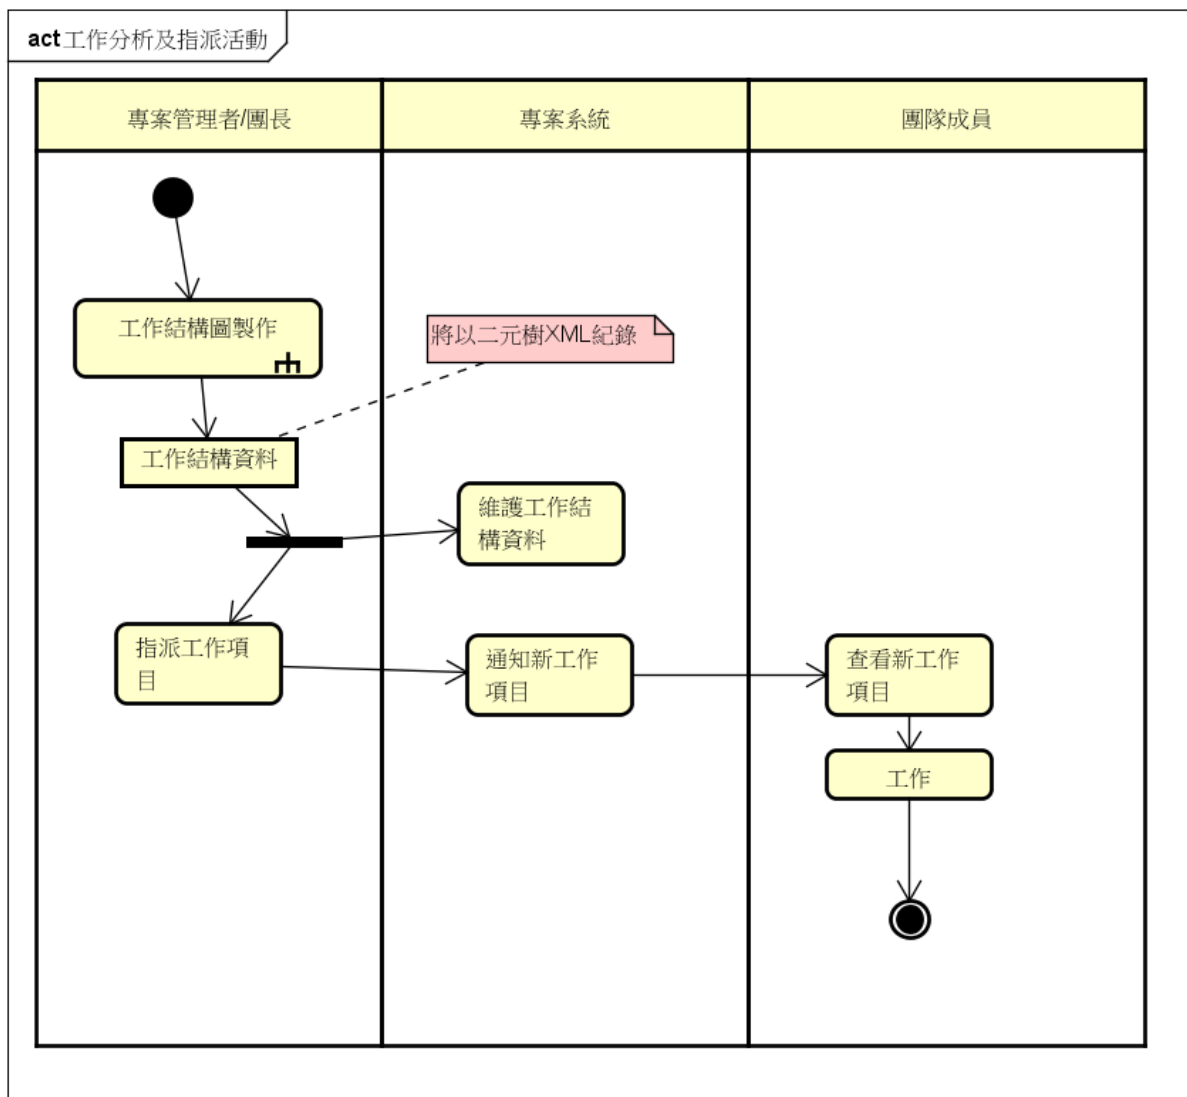 act 工作分析及指派活動
專案管理者/團長
專案系統
團隊成員
工作結構圖製作
將以二元樹XML紀錄
工作結構資料
維護工作結
構資料
指派工作項
目
通知新工作
項目
查看新工作
項目
工作